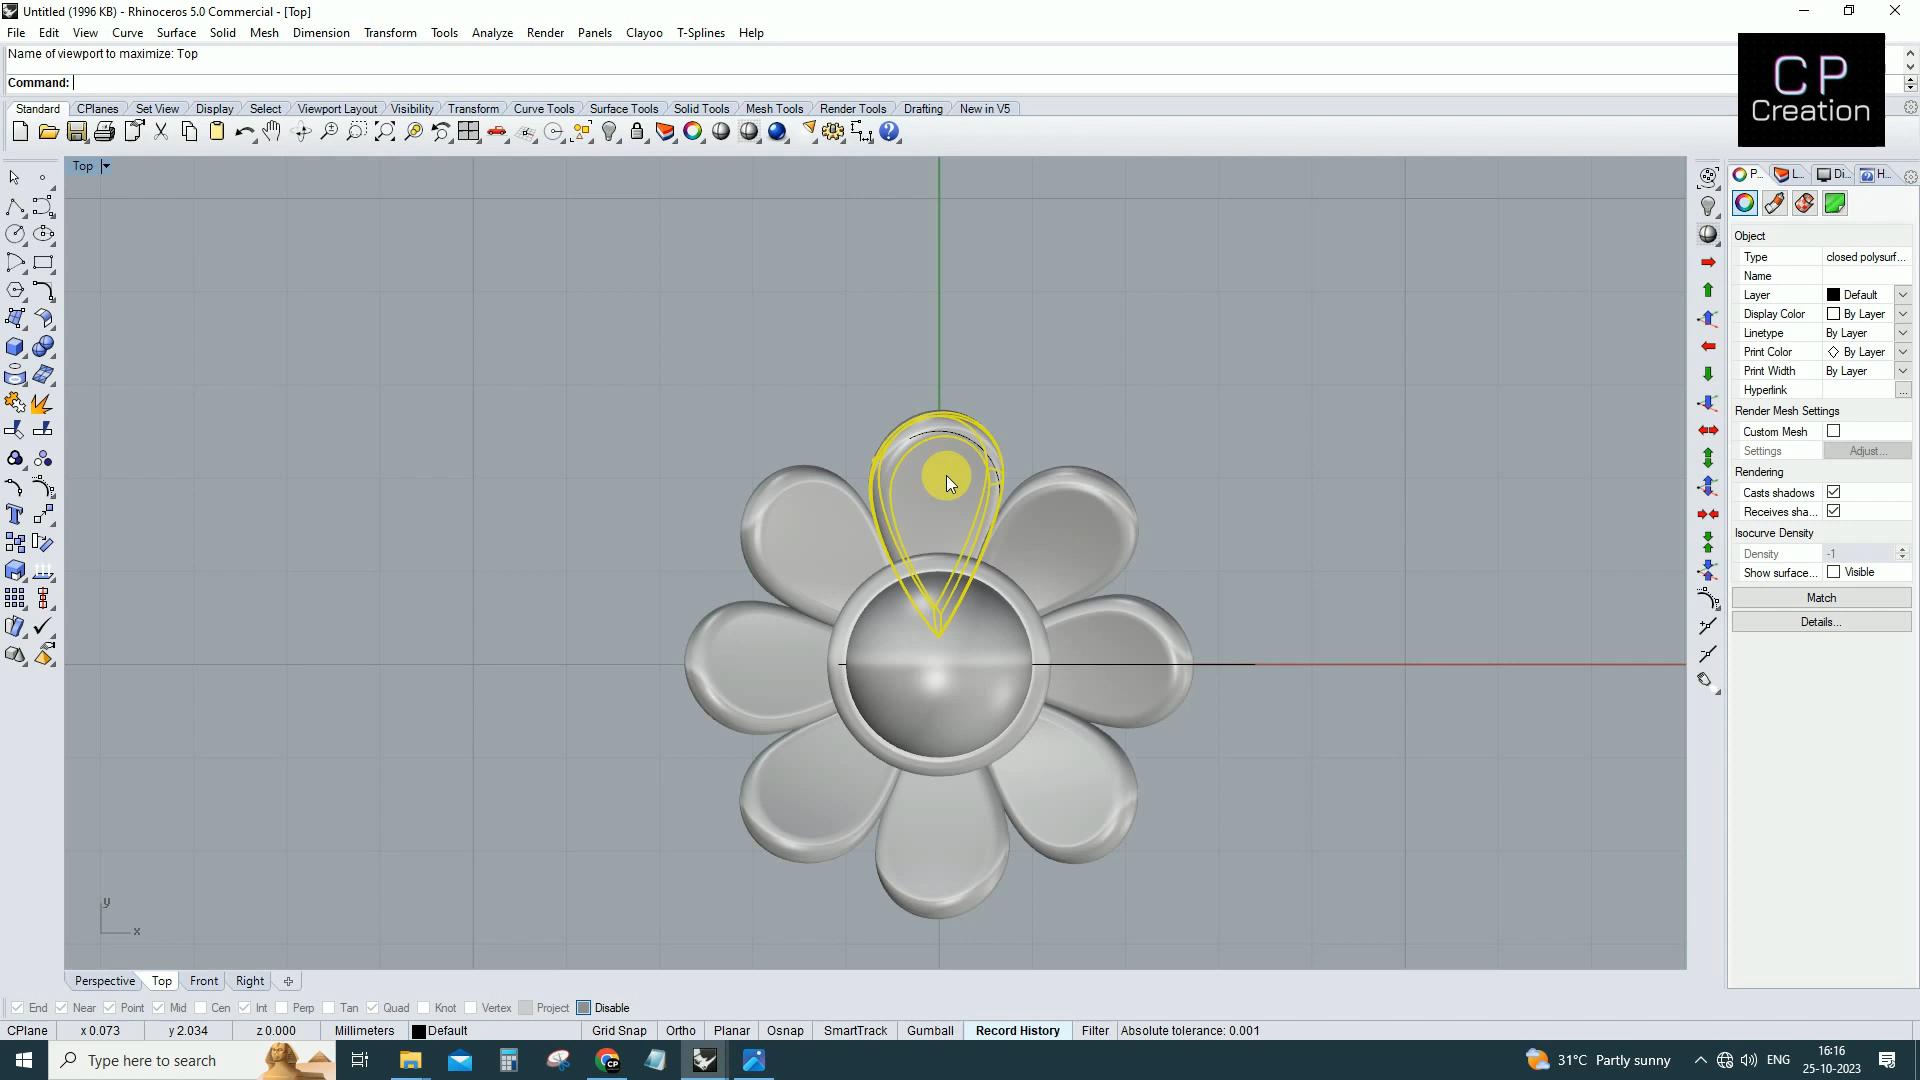 Untitled (1996 KB) - Rhinoceros 5.0 Commercial - [Top]
File Edit View Curve Surface Solid Mesh Dimension Transform Tools Analyze Render Panels Clayoo T-Splines Help
Name of viewport to maximize: Top
Command:
CP
Creation
Standard CPlanes Set View Display Select Viewport Layout Visibility Transform Curve Tools Surface Tools Solid Tools Mesh Tools Render Tools Drafting New in V5
Top
P... L... Di... H...
Object
Type closed polysurf...
Name
Layer Default
Display Color By Layer
Linetype By Layer
Print Color By Layer
Print Width By Layer
Hyperlink ...
Render Mesh Settings
Custom Mesh
Settings Adjust...
Rendering
Casts shadows
Receives sha...
Isocurve Density
Density -1
Show surface... Visible
Match
Details...
y
x
Perspective Top Front Right
End Near Point Mid Cen Int Perp Tan Quad Knot Vertex Project Disable
CPlane x 0.073 y 2.034 z 0.000 Millimeters Default Grid Snap Ortho Planar Osnap SmartTrack Gumball Record History Filter Absolute tolerance: 0.001
Type here to search
CP
31°C Partly sunny
ENG
16:16
25-10-2023